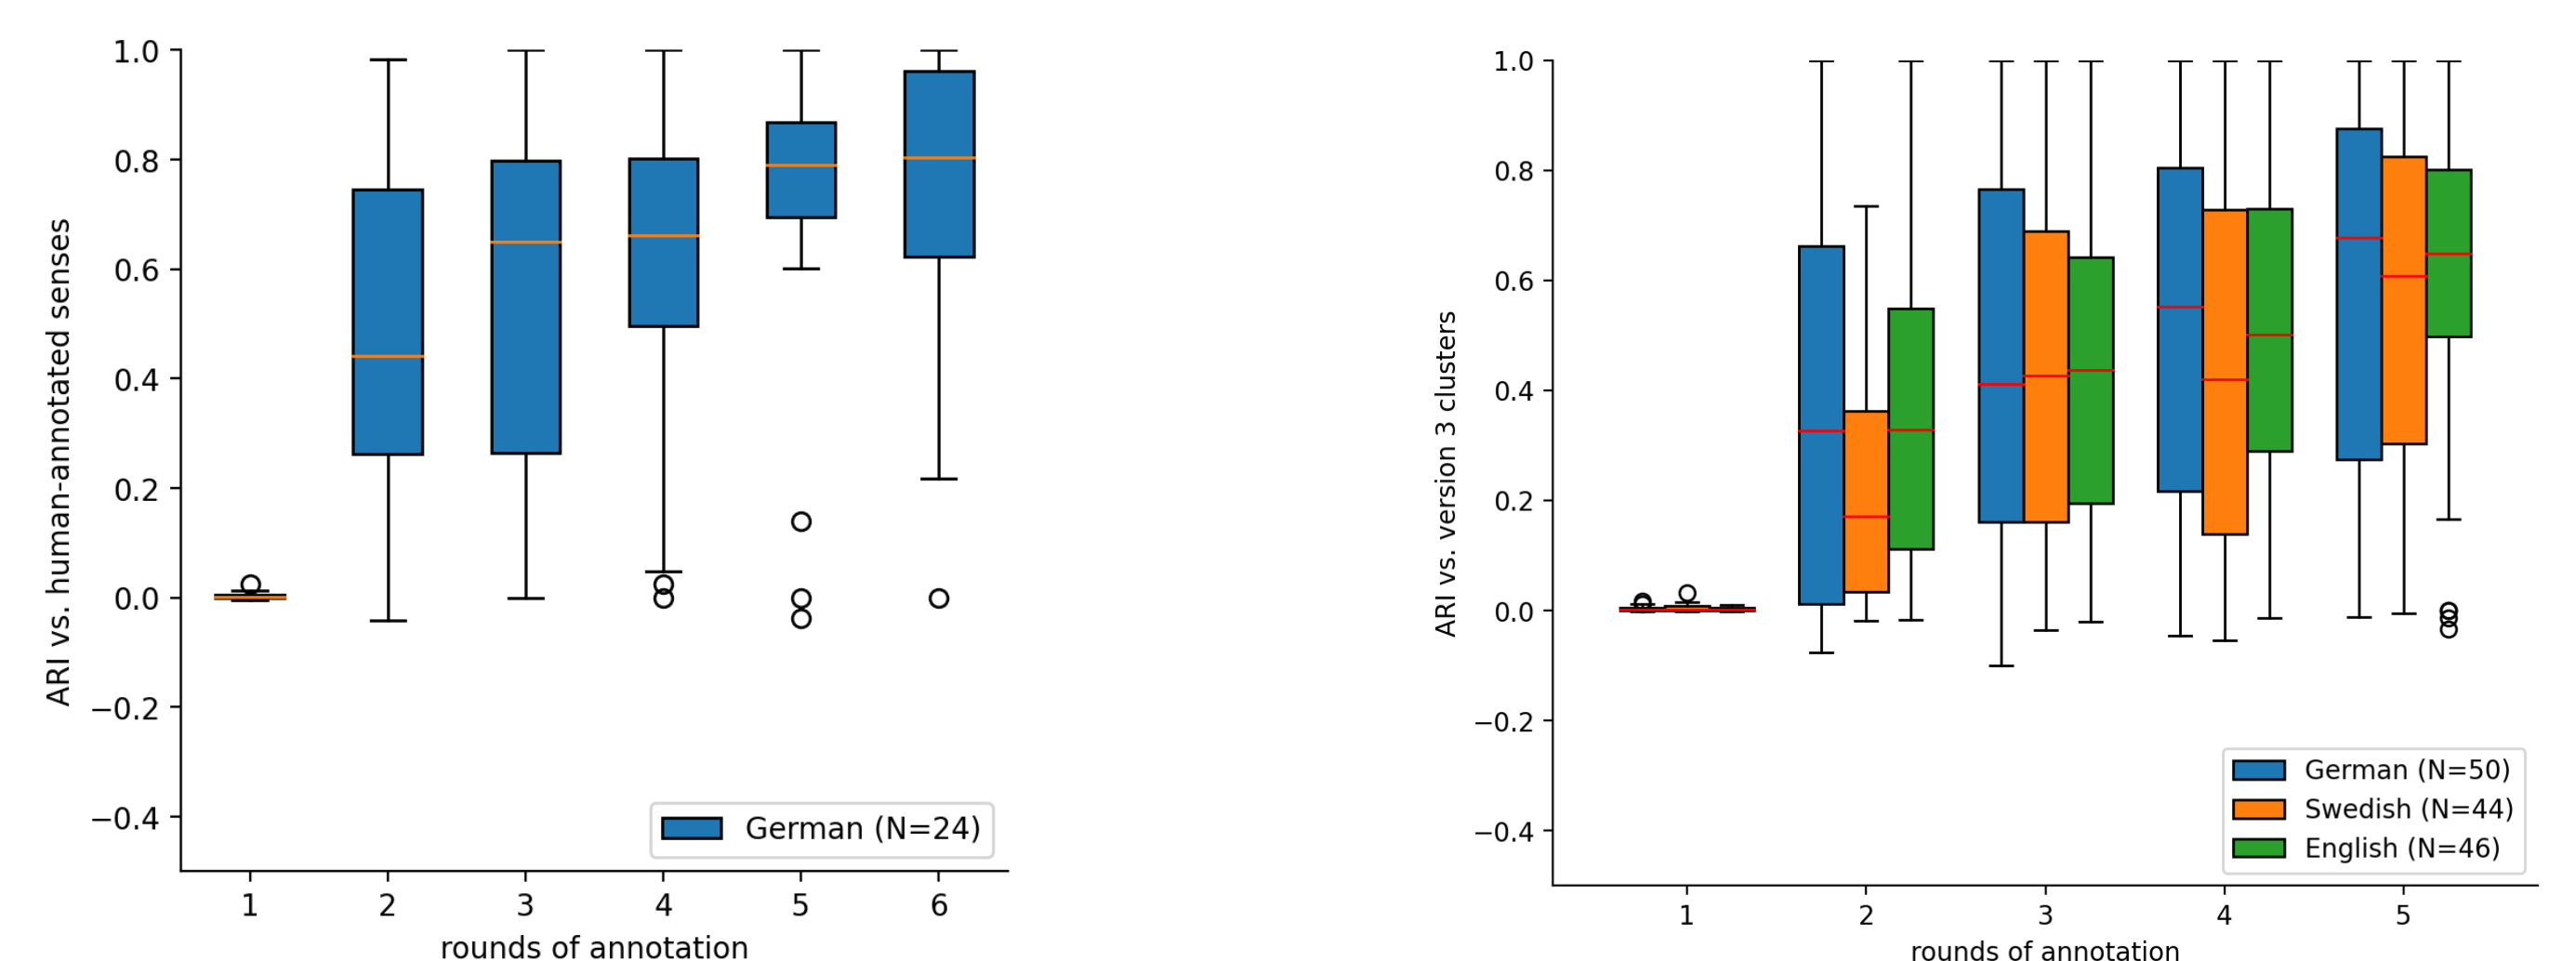 ARI vs. human-annotated senses
1.0
0.8
0.6
0.4
0.2
0.0
−0.2
−0.4
German (N=24)
1 2 3 4 5 6
rounds of annotation
ARI vs. version 3 clusters
1.0
0.8
0.6
0.4
0.2
0.0
−0.2
−0.4
German (N=50)
Swedish (N=44)
English (N=46)
1 2 3 4 5
rounds of annotation